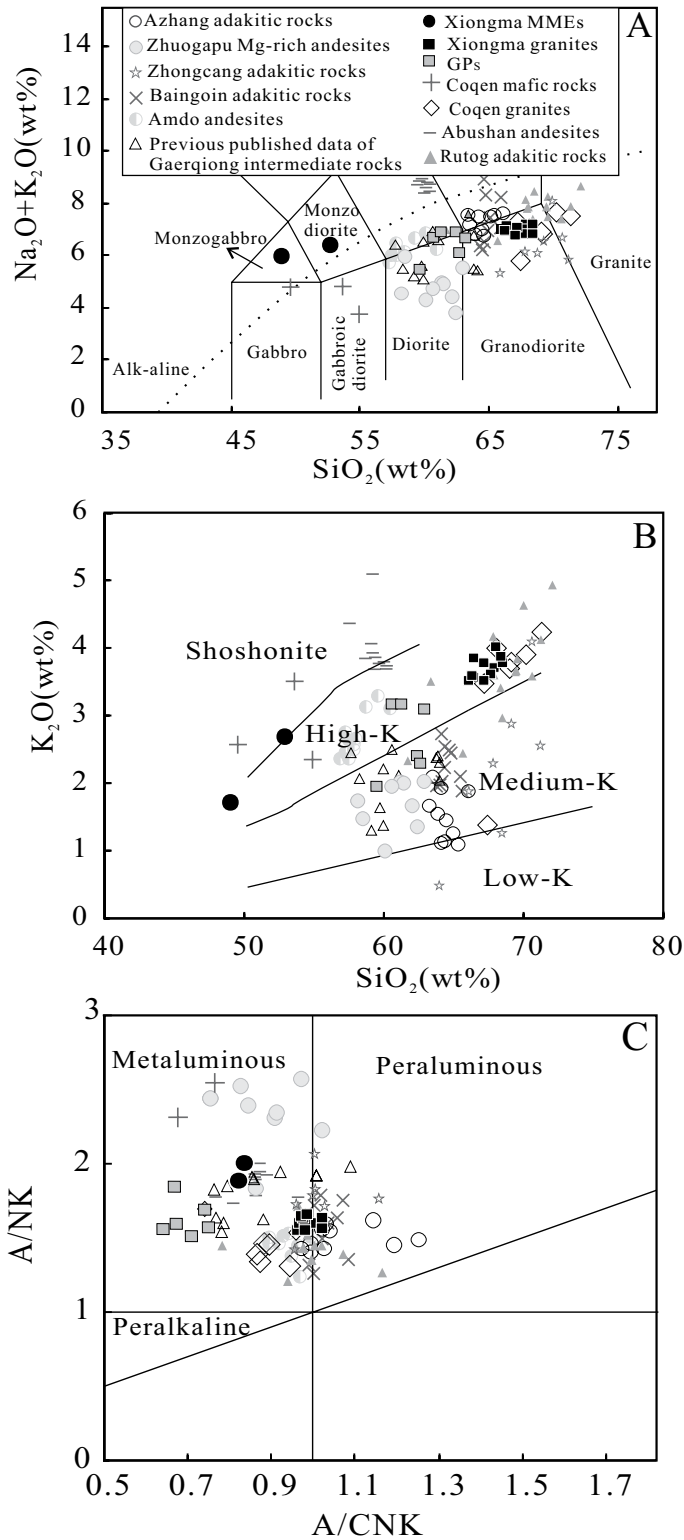 A
Azhang adakitic rocks
Zhuogapu Mg-rich andesites
Zhongcang adakitic rocks
Baingoin adakitic rocks
Amdo andesites
Previous published data of
Gaerqiong intermediate rocks
Xiongma MMEs
Xiongma granites
GPs
Coqen mafic rocks
Coqen granites
Abushan andesites
Rutog adakitic rocks
14
12
10
8
6
4
2
0
Na2O+K2O(wt%)
Monzogabbro
Monzo
diorite
Alk-aline
Gabbro
Gabbroic
diorite
Diorite
Granodiorite
Granite
35 45 55 65 75
SiO2(wt%)
B
6
5
4
3
2
1
0
K2O(wt%)
Shoshonite
High-K
Medium-K
Low-K
40 50 60 70 80
SiO2(wt%)
C
3
2
1
0
A/NK
Metaluminous
Peraluminous
Peralkaline
0.5 0.7 0.9 1.1 1.3 1.5 1.7
A/CNK